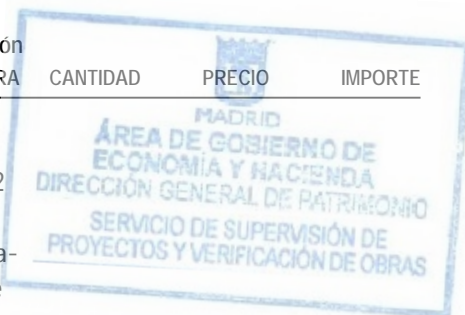 ón
RA CANTIDAD PRECIO IMPORTE
MADRID
ÁREA DE GOBIERNO DE
ECONOMÍA Y HACIENDA
2
DIRECCIÓN GENERAL DE PATRIMONIO
SERVICIO DE SUPERVISIÓN DE
a-
PROYECTOS Y VERIFICACIÓN DE OBRAS